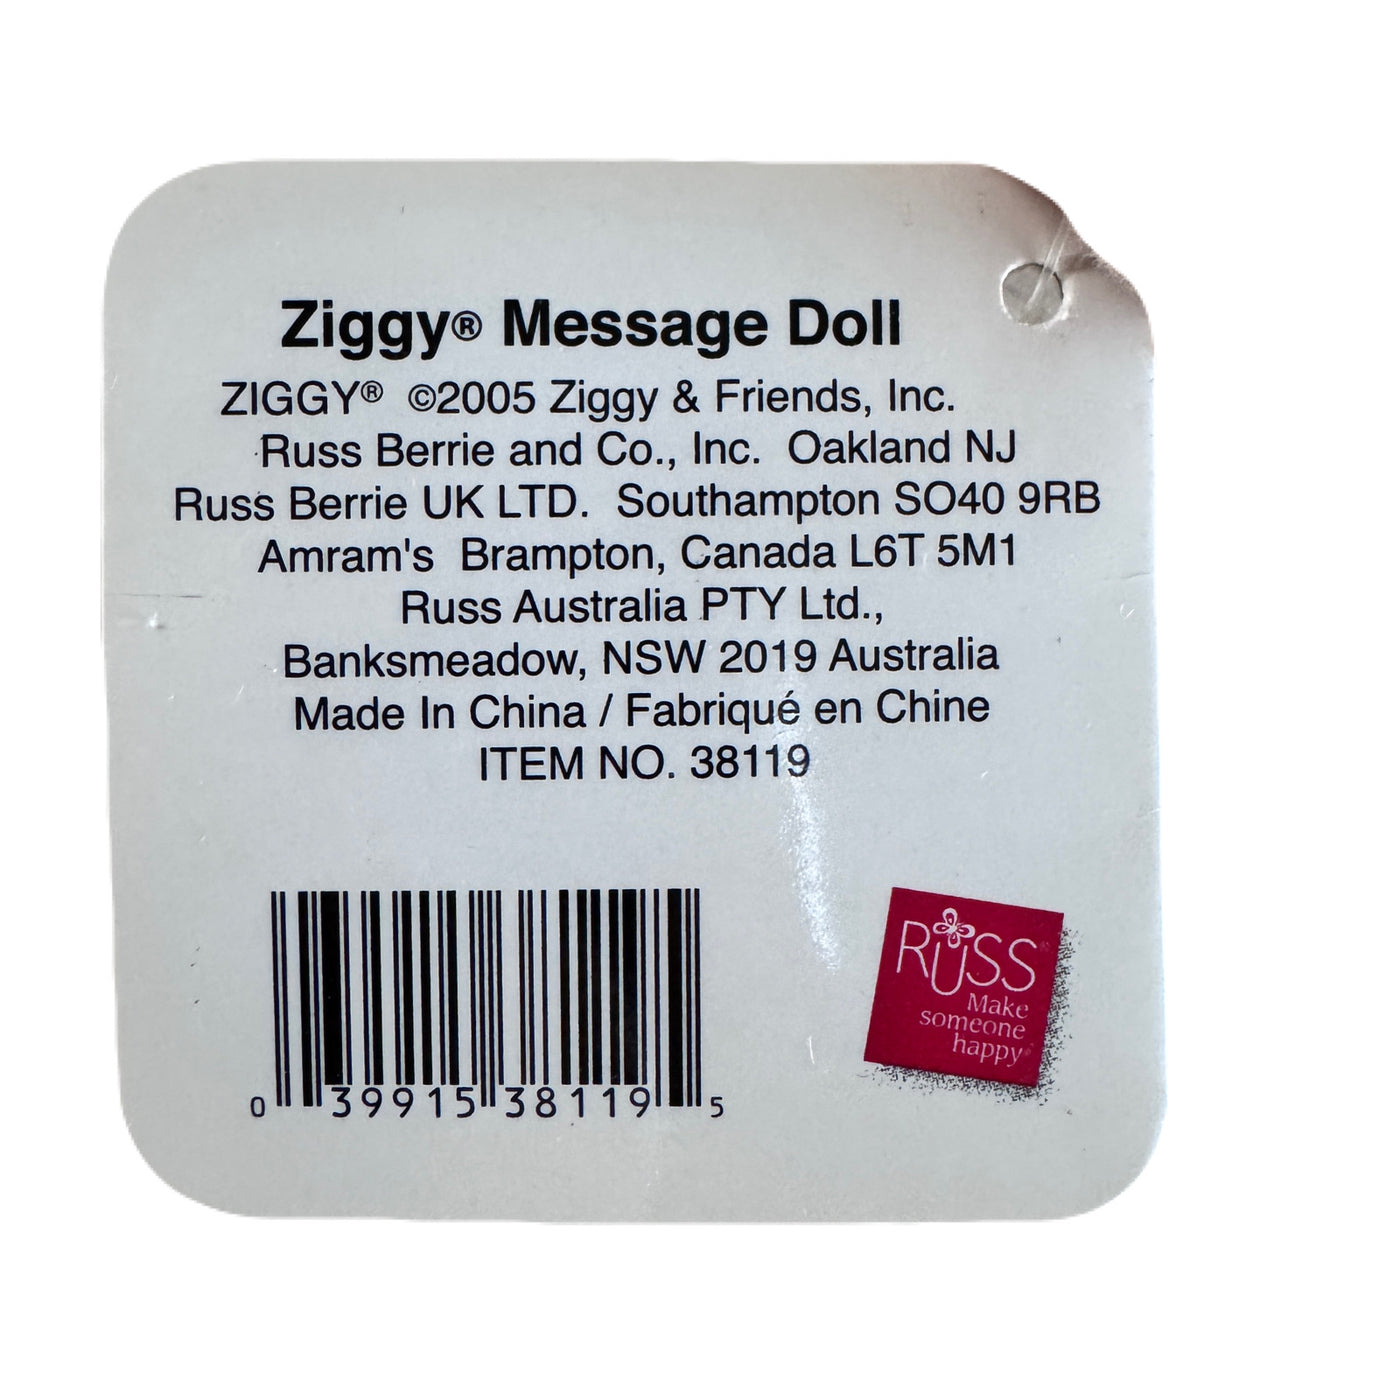 Ziggy® Message Doll
ZIGGY® ©2005 Ziggy & Friends, Inc.
Russ Berrie and Co., Inc. Oakland NJ
Russ Berrie UK LTD. Southampton SO40 9RB
Amram's Brampton, Canada L6T 5M1
Russ Australia PTY Ltd.,
Banksmeadow, NSW 2019 Australia
Made In China / Fabriqué en Chine
ITEM NO. 38119
0 39915 38119 5
RUSS®
Make
someone
happy®